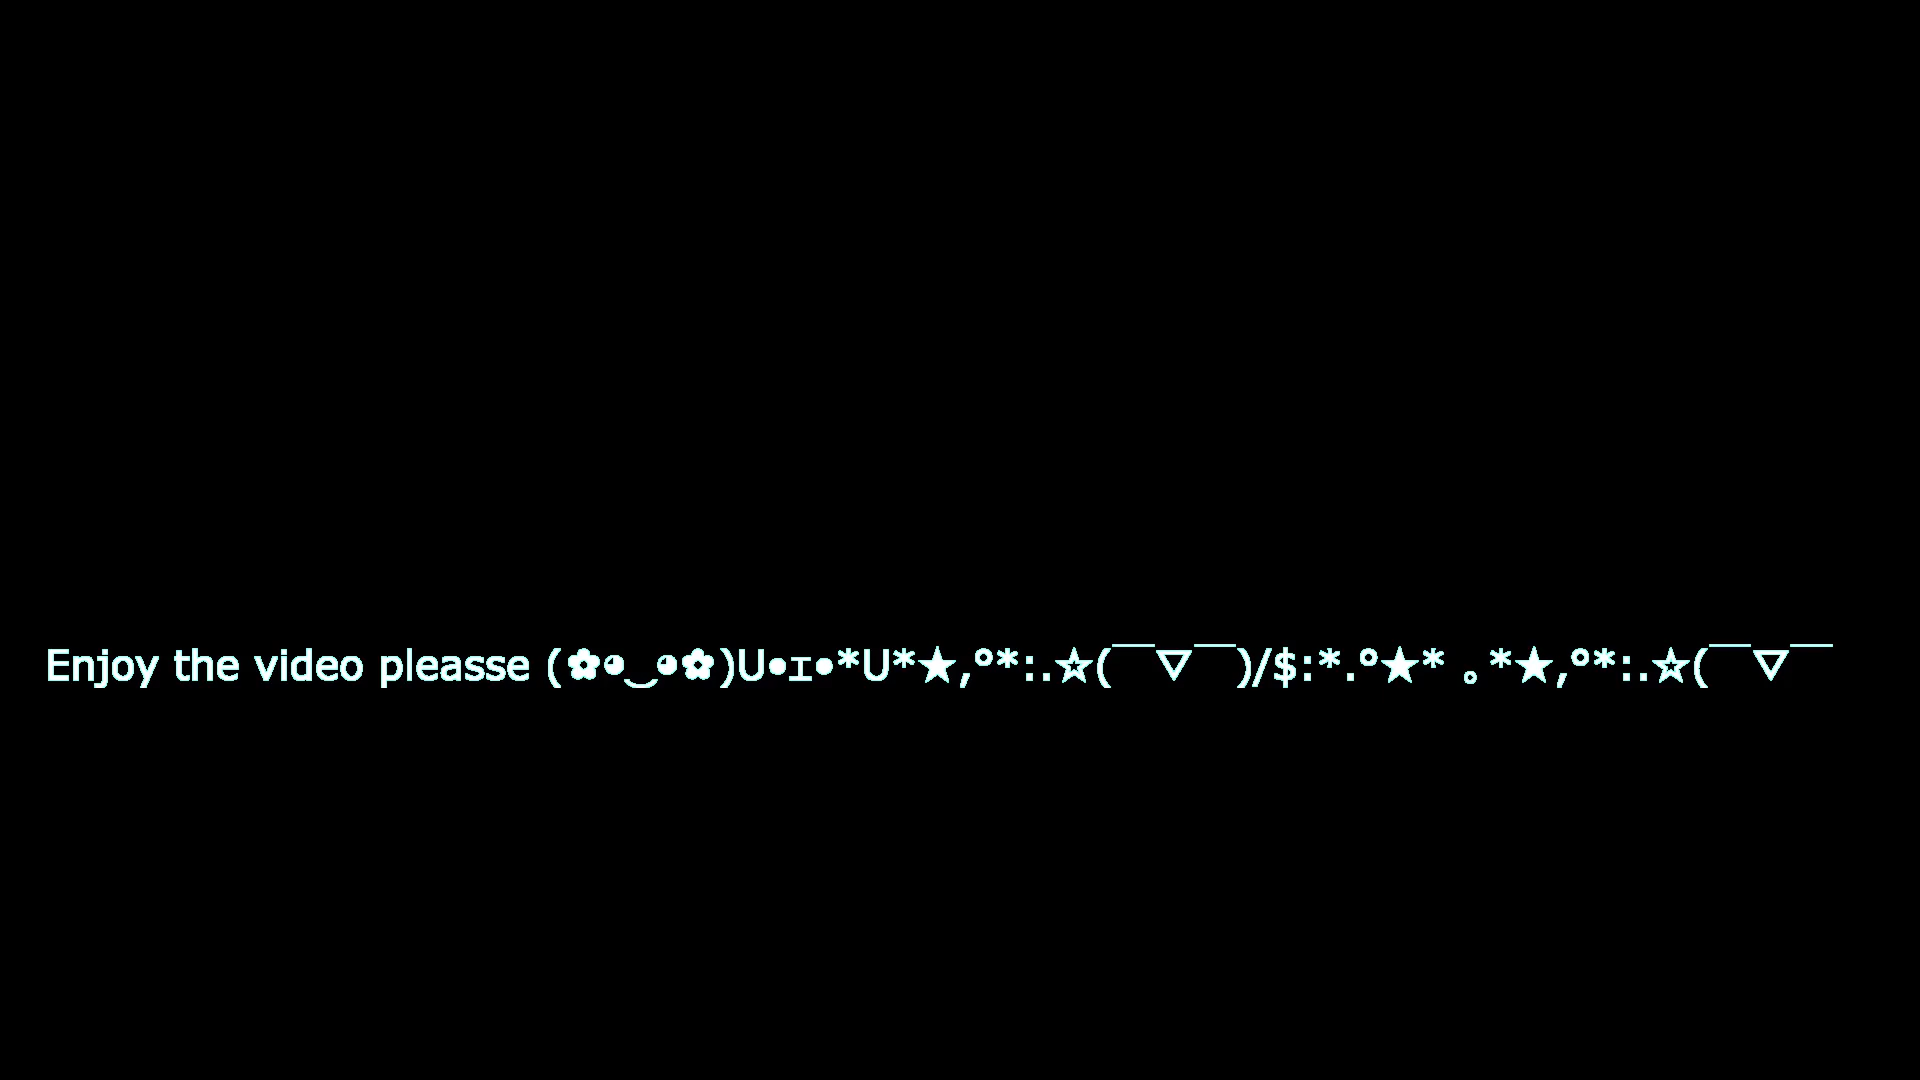 Enjoy the video pleasse (✿◕‿◕✿)U•ɪ•*U*★,°*:.☆(￣▽￣)/$:*.°★* 。*★,°*:.☆(￣▽￣